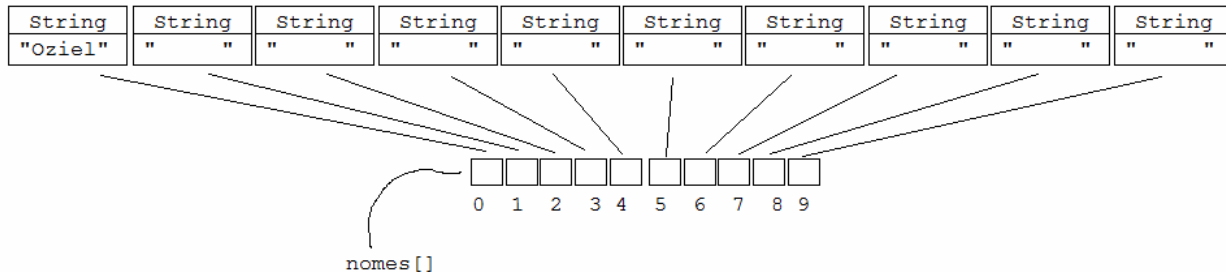 String String String String String String String String String String
"Oziel" " " " " " " " " " " " " " " " " " "
0 1 2 3 4 5 6 7 8 9
nomes[]